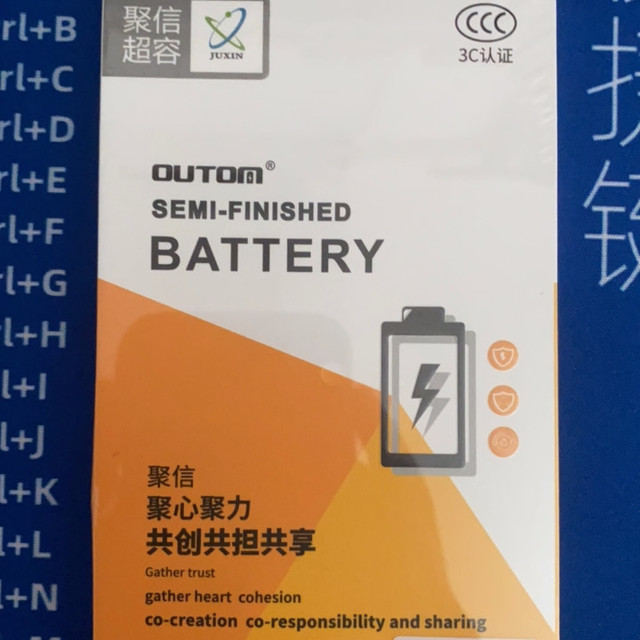 聚信
超容
JUXIN
CCC
3C认证
OUTOM®
SEMI-FINISHED
BATTERY
聚信
聚心聚力
共创共担共享
Gather trust
gather heart cohesion
co-creation co-responsibility and sharing
rl+B
rl+C
rl+D
rl+E
rl+F
rl+G
rl+H
l+I
l+J
l+K
l+L
l+N